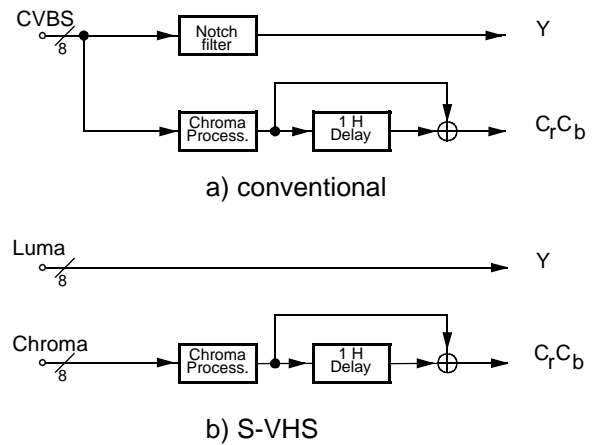 CVBS
8
Notch
filter
Y
Chroma
Process.
1 H
Delay
CrCb
a) conventional
Luma
8
Y
Chroma
8
Chroma
Process.
1 H
Delay
CrCb
b) S-VHS